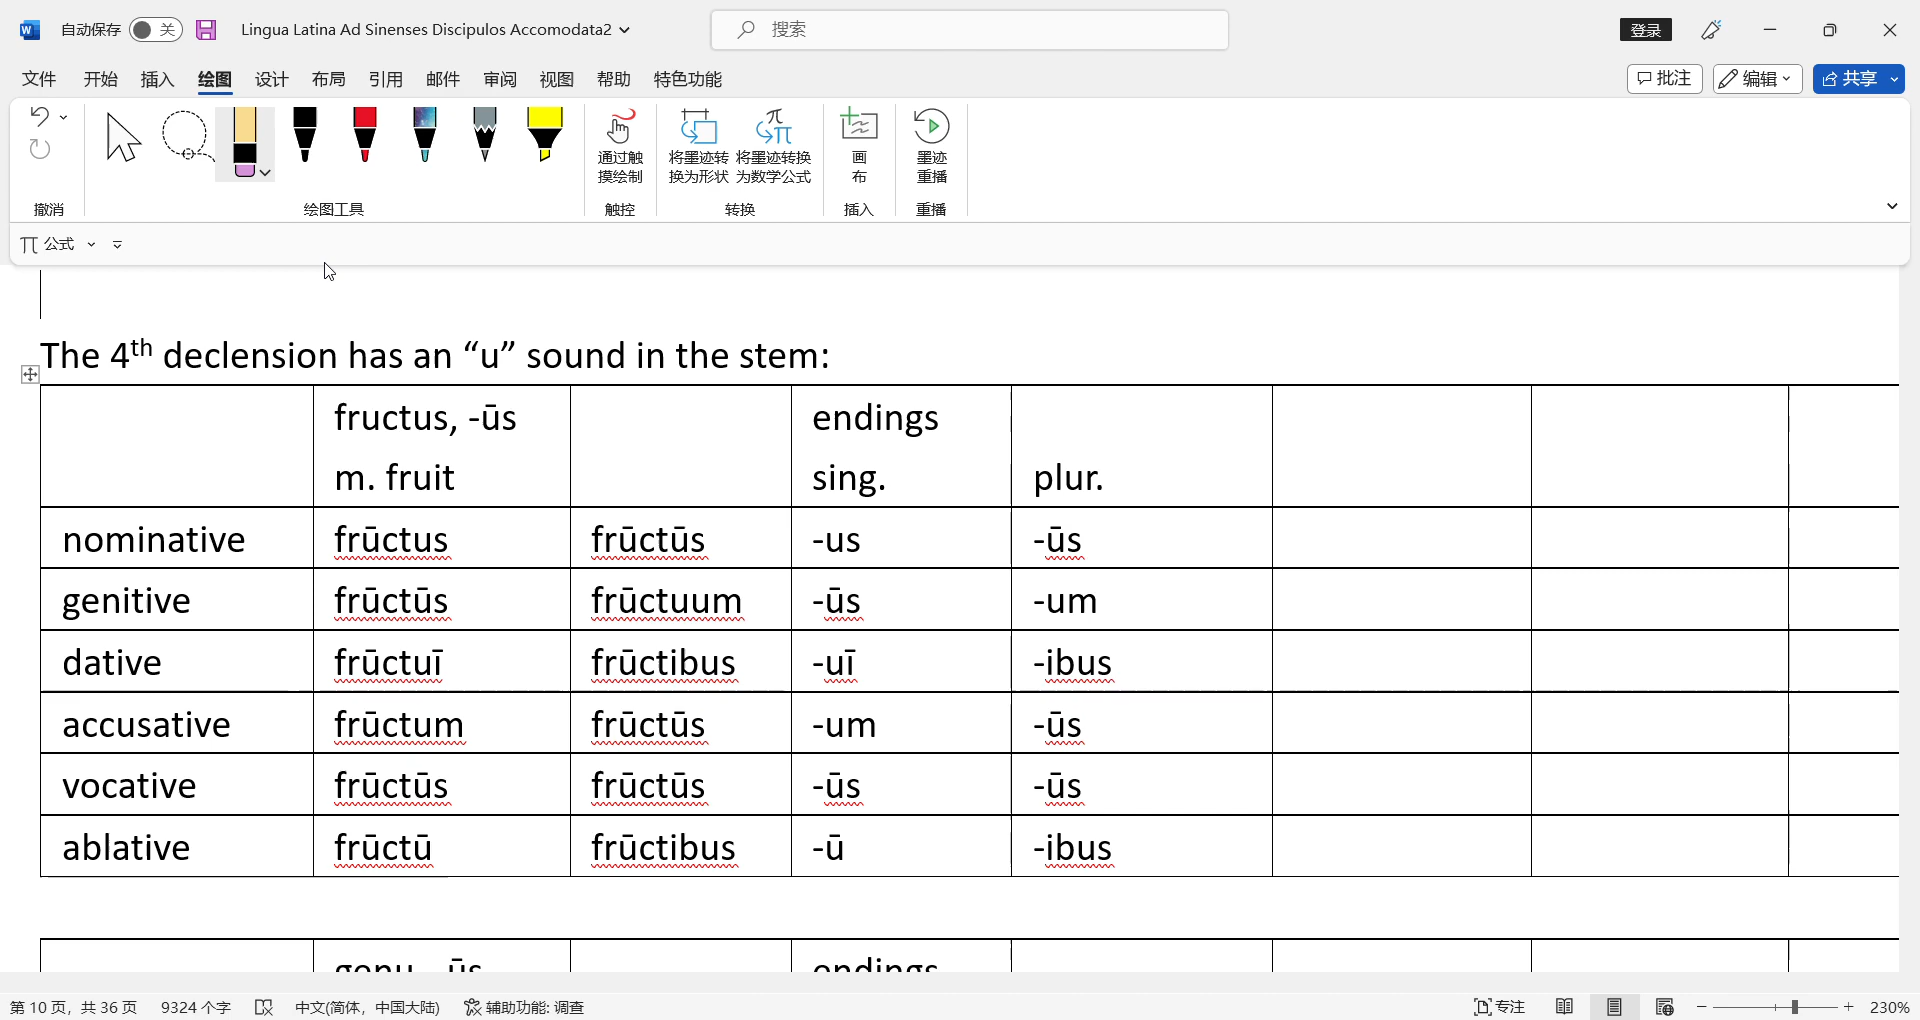 自动保存 关 Lingua Latina Ad Sinenses Discipulos Accomodata2 搜索 登录
文件 开始 插入 绘图 设计 布局 引用 邮件 审阅 视图 帮助 特色功能 批注 编辑 共享
通过触摸绘制 将墨迹转换为形状 将墨迹转换为数学公式 画布 墨迹重播
撤消 绘图工具 触控 转换 插入 重播
公式
The 4th declension has an “u” sound in the stem:
fructus, -ūs endings
m. fruit sing. plur.
nominative frūctus frūctūs -us -ūs
genitive frūctūs frūctuum -ūs -um
dative frūctuī frūctibus -uī -ibus
accusative frūctum frūctūs -um -ūs
vocative frūctūs frūctūs -ūs -ūs
ablative frūctū frūctibus -ū -ibus
genu, -ūs endings
第 10 页，共 36 页 9324 个字 中文(简体，中国大陆) 辅助功能: 调查 专注 230%